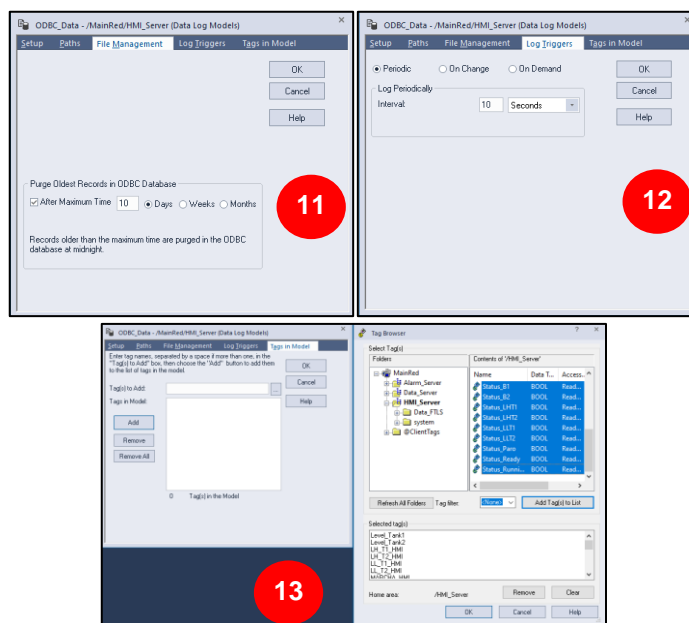 ODBC_Data - /MainRed/HMI_Server (Data Log Models)
Setup Paths File Management Log Triggers Tags in Model
OK
Cancel
Help
Purge Oldest Records in ODBC Database
After Maximum Time 10 Days Weeks Months
Records older than the maximum time are purged in the ODBC
database at midnight.
11
ODBC_Data - /MainRed/HMI_Server (Data Log Models)
Setup Paths File Management Log Triggers Tags in Model
Periodic On Change On Demand
OK
Log Periodically
Cancel
Interval: 10 Seconds
Help
12
ODBC_Data - /MainRed/HMI_Server (Data Log Models)
Setup Paths File Management Log Triggers Tags in Model
Enter tag names, separated by a space if more than one, in the
"Tag(s) to Add" box, then choose the "Add" button to add them
to the list of tags in the model.
OK
Cancel
Tag(s) to Add: ...
Help
Tags in Model:
Add
Remove
Remove All
0 Tag(s) in the Model
13
Tag Browser
Select Tag(s)
Folders
MainRed
Alarm_Server
Data_Server
HMI_Server
Data_FTLS
system
@ClientTags
Contents of '/HMI_Server'
Name Data T... Access...
Status_B1 BOOL Read...
Status_B2 BOOL Read...
Status_LHT1 BOOL Read...
Status_LHT2 BOOL Read...
Status_LLT1 BOOL Read...
Status_LLT2 BOOL Read...
Status_Paro BOOL Read...
Status_Ready BOOL Read...
Status_Runni... BOOL Read...
Refresh All Folders Tag filter: <None> Add Tag(s) to List
Selected tag(s)
Level_Tank1
Level_Tank2
LH_T1_HMI
LH_T2_HMI
LL_T1_HMI
LL_T2_HMI
MARCHA_HMI
Home area: /HMI_Server Remove Clear
OK Cancel Help